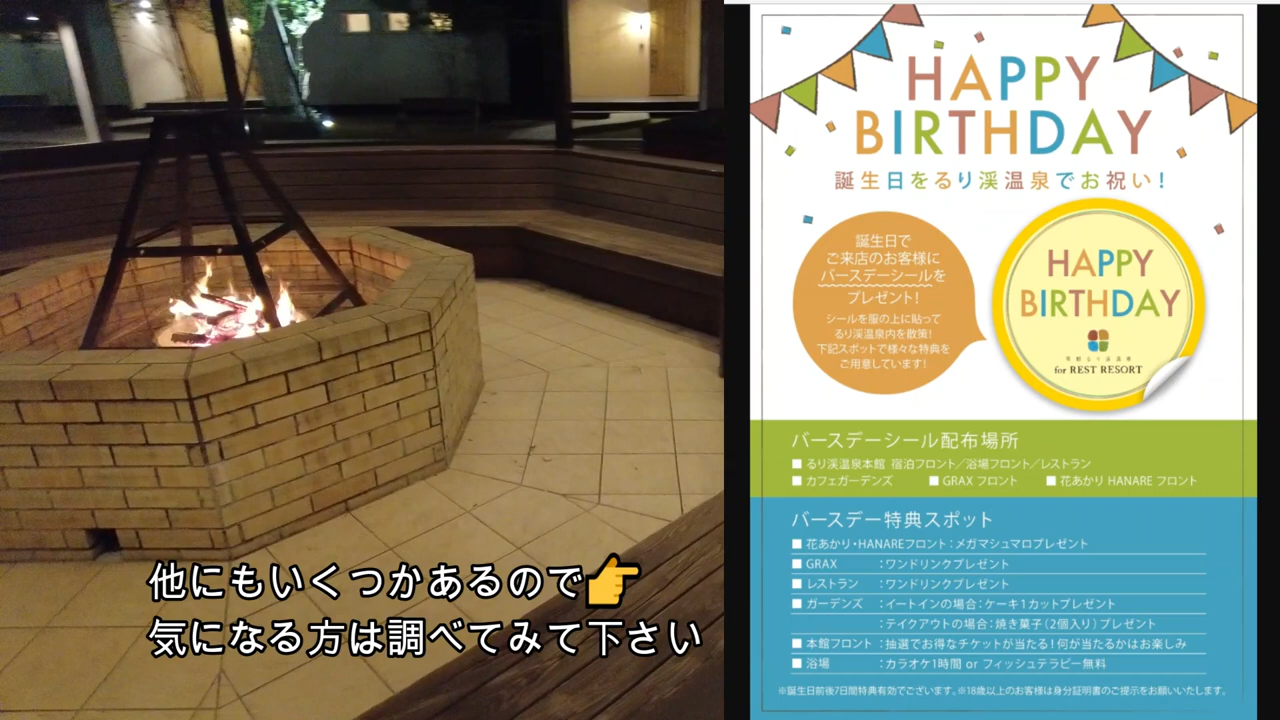 他にもいくつかあるので👉
気になる方は調べてみて下さい
HAPPY
BIRTHDAY
誕生日をるり渓温泉でお祝い!
誕生日で
ご来店のお客様に
バースデーシールを
プレゼント!
シールを服の上に貼って
るり渓温泉内を散策!
下記スポットで様々な特典を
ご用意しています!
HAPPY
BIRTHDAY
for REST RESORT
バースデーシール配布場所
■ るり渓温泉本館 宿泊フロント/浴場フロント/レストラン
■ カフェガーデンズ ■ GRAX フロント ■ 花あかり HANARE フロント
バースデー特典スポット
■ 花あかり・HANAREフロント：メガマシュマロプレゼント
■ GRAX ：ワンドリンクプレゼント
■ レストラン ：ワンドリンクプレゼント
■ ガーデンズ ：イートインの場合：ケーキ1カットプレゼント
：テイクアウトの場合：焼き菓子（2個入り）プレゼント
■ 本館フロント：抽選でお得なチケットが当たる!何が当たるかはお楽しみ
■ 浴場 ：カラオケ1時間 or フィッシュテラピー無料
※誕生日前後7日間特典有効でございます。※18歳以上のお客様は身分証明書のご提示をお願いいたします。